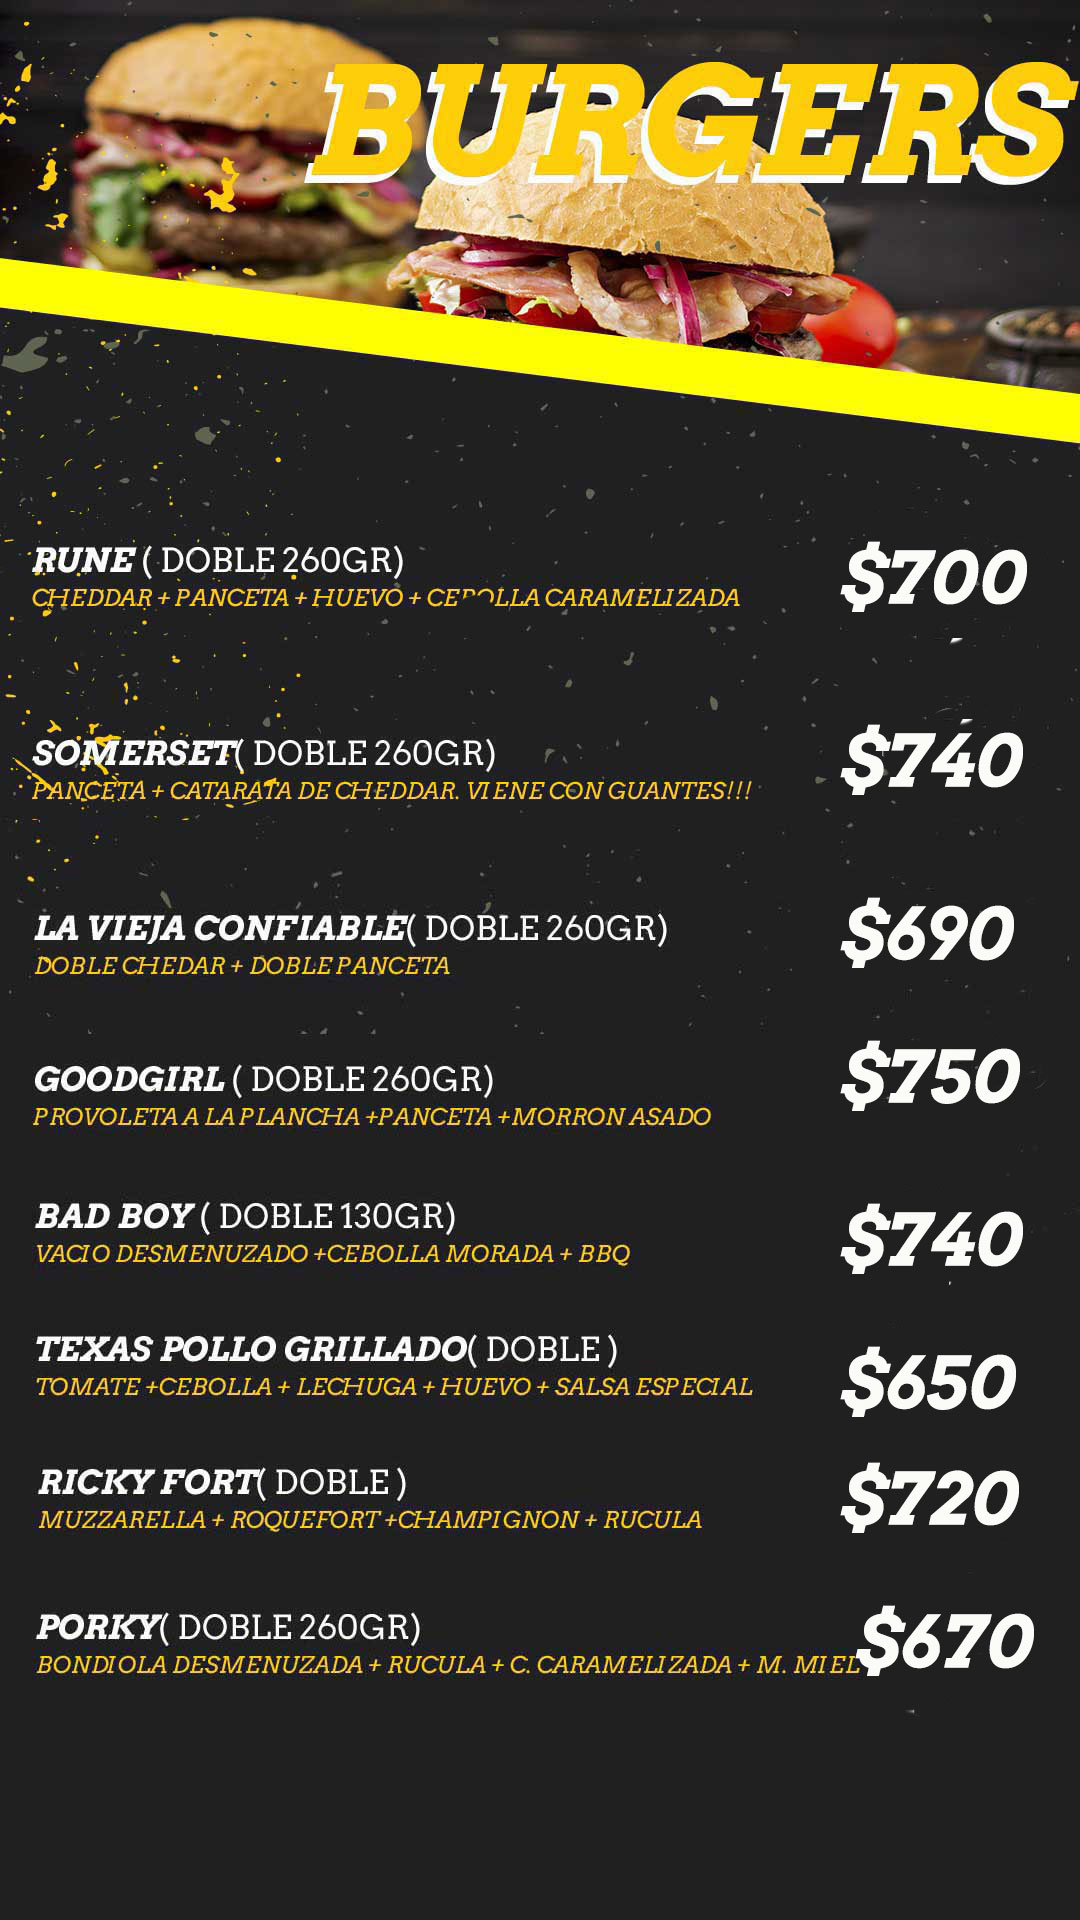 BURGERS
RUNE ( DOBLE 260GR)
CHEDDAR + PANCETA + HUEVO + CEBOLLA CARAMELIZADA
$700
SOMERSET( DOBLE 260GR)
PANCETA + CATARATA DE CHEDDAR. VIENE CON GUANTES!!!
$740
LA VIEJA CONFIABLE( DOBLE 260GR)
DOBLE CHEDAR + DOBLE PANCETA
$690
GOODGIRL ( DOBLE 260GR)
PROVOLETA A LA PLANCHA +PANCETA +MORRON ASADO
$750
BAD BOY ( DOBLE 130GR)
VACIO DESMENUZADO +CEBOLLA MORADA + BBQ
$740
TEXAS POLLO GRILLADO( DOBLE )
TOMATE +CEBOLLA + LECHUGA + HUEVO + SALSA ESPECIAL
$650
RICKY FORT( DOBLE )
MUZZARELLA + ROQUEFORT +CHAMPIGNON + RUCULA
$720
PORKY( DOBLE 260GR)
BONDIOLA DESMENUZADA + RUCULA + C. CARAMELIZADA + M. MIEL
$670